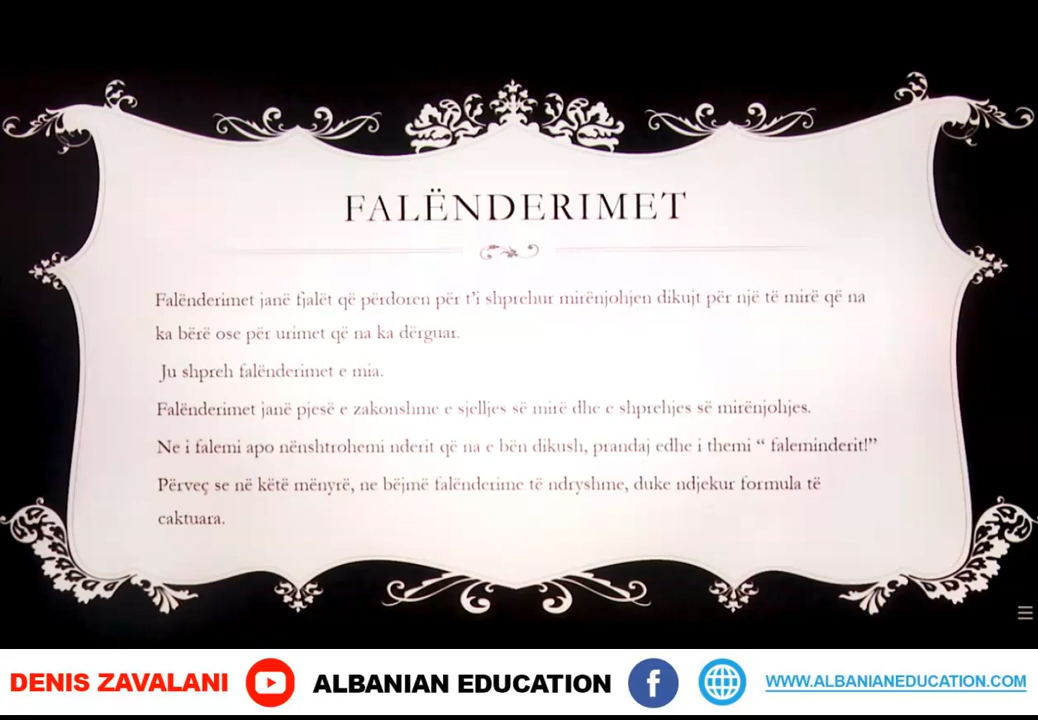 FALËNDERIMET
Falënderimet janë fjalët që përdoren për t’i shprehur mirënjohjen dikujt për një të mirë që na
ka bërë ose për urimet që na ka dërguar.
Ju shpreh falënderimet e mia.
Falënderimet janë pjesë e zakonshme e sjelljes së mirë dhe e shprehjes së mirënjohjes.
Ne i falemi apo nënshtrohemi nderit që na e bën dikush, prandaj edhe i themi “ faleminderit!”
Përveç se në këtë mënyrë, ne bëjmë falënderime të ndryshme, duke ndjekur formula të
caktuara.
DENIS ZAVALANI ALBANIAN EDUCATION f WWW.ALBANIANEDUCATION.COM